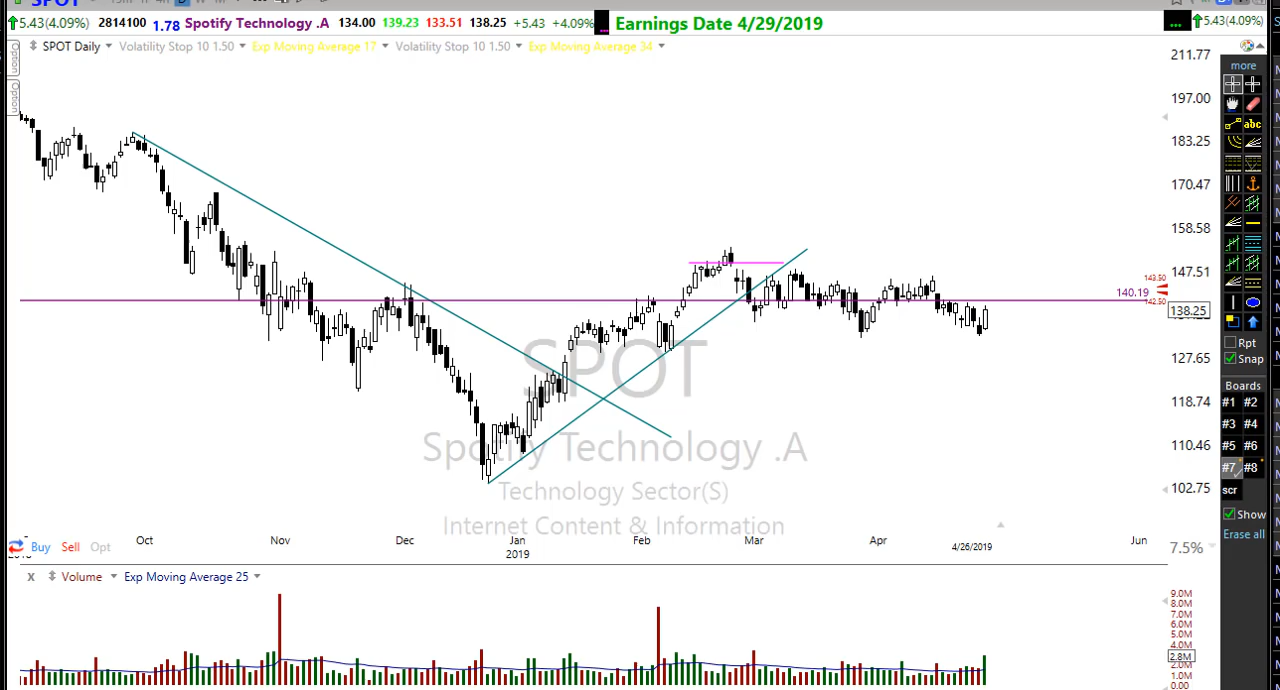 SPOT
5.43(4.09%) 2814100 1.78 Spotify Technology .A 134.00 139.23 133.51 138.25 +5.43 +4.09% Earnings Date 4/29/2019 ... 5.43(4.09%)
SPOT Daily Volatility Stop 10 1.50 Exp Moving Average 17 Volatility Stop 10 1.50 Exp Moving Average 34
Option
Option
211.77
197.00
183.25
170.47
158.58
147.51
143.50
140.19
142.50
138.25
127.65
118.74
110.46
102.75
7.5%
SPOT
Spotify Technology .A
Technology Sector(S)
Internet Content & Information
Oct Nov Dec Jan Feb Mar Apr 4/26/2019 Jun
2019
Buy Sell Opt
X Volume Exp Moving Average 25
9.0M
8.0M
7.0M
6.0M
5.0M
4.0M
2.8M
2.0M
1.0M
0.00
more
abc
Rpt
Snap
Boards
#1 #2
#3 #4
#5 #6
#7 #8
scr
Show
Erase all